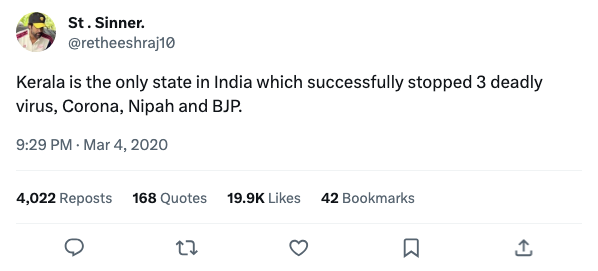 St . Sinner.
@retheeshraj10
Kerala is the only state in India which successfully stopped 3 deadly
virus, Corona, Nipah and BJP.
9:29 PM · Mar 4, 2020
4,022 Reposts 168 Quotes 19.9K Likes 42 Bookmarks